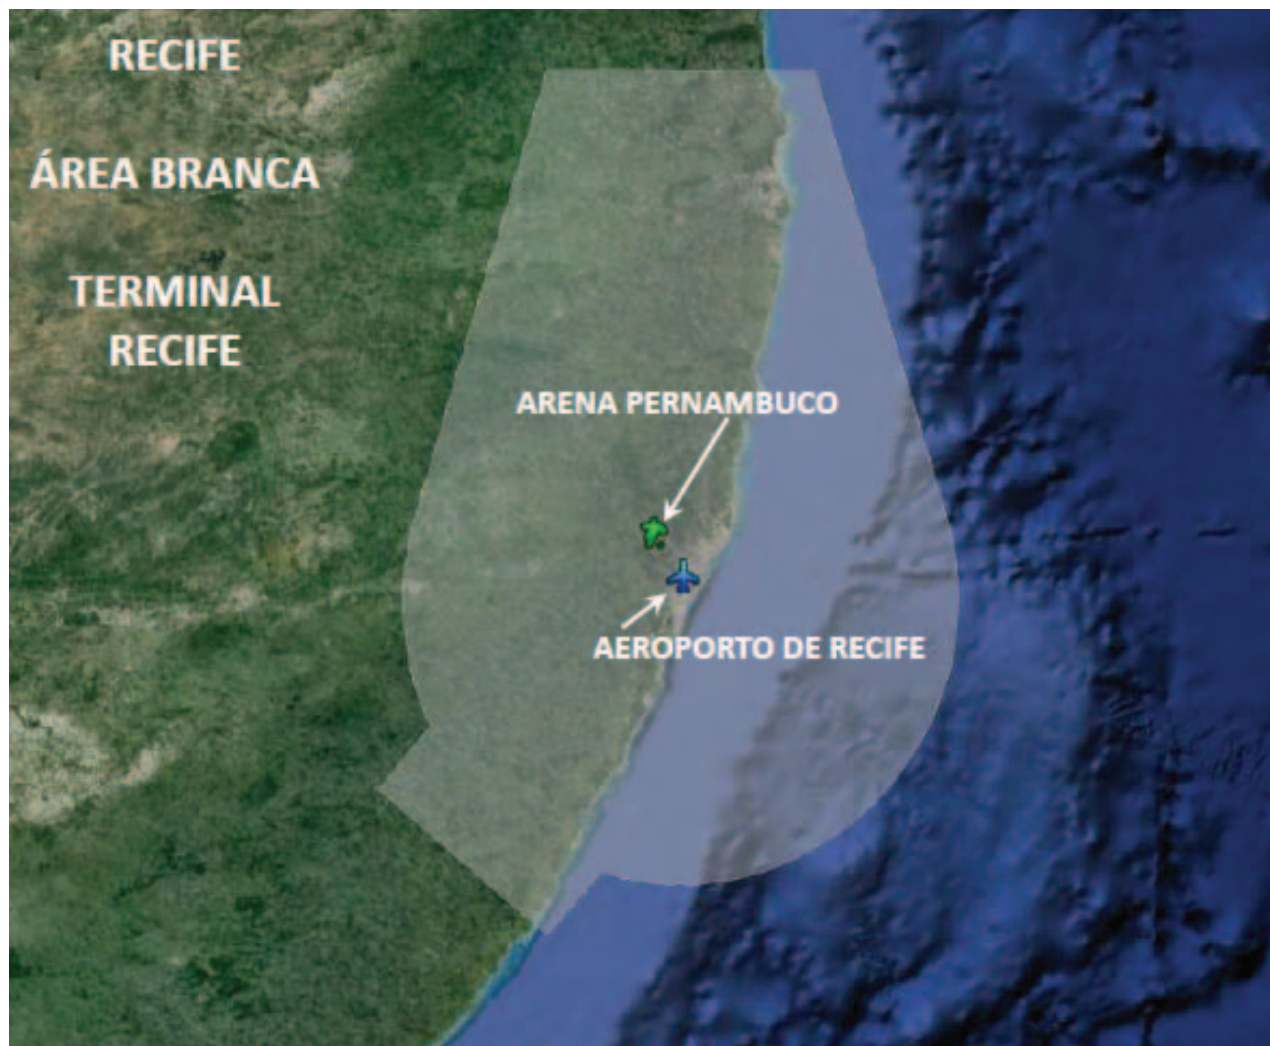 RECIFE
ÁREA BRANCA
TERMINAL
RECIFE
ARENA PERNAMBUCO
AEROPORTO DE RECIFE